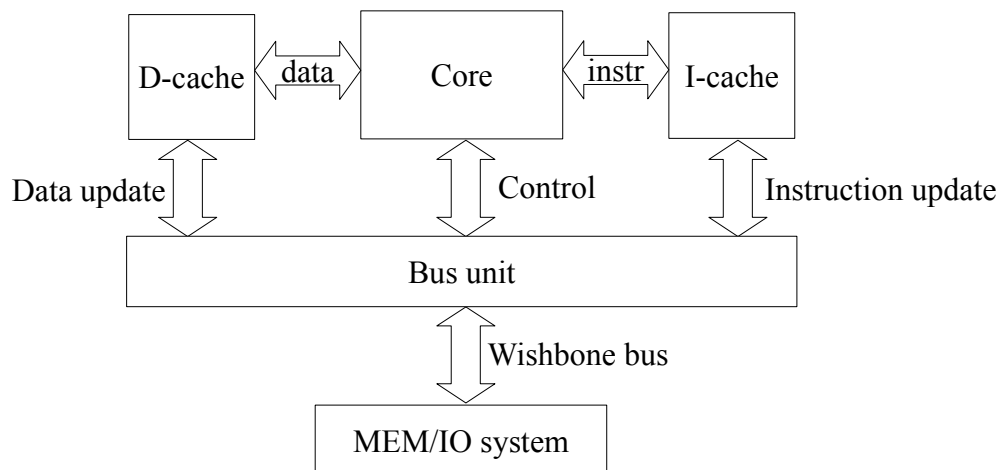 D-cache
data
Core
instr
I-cache
Data update
Control
Instruction update
Bus unit
Wishbone bus
MEM/IO system